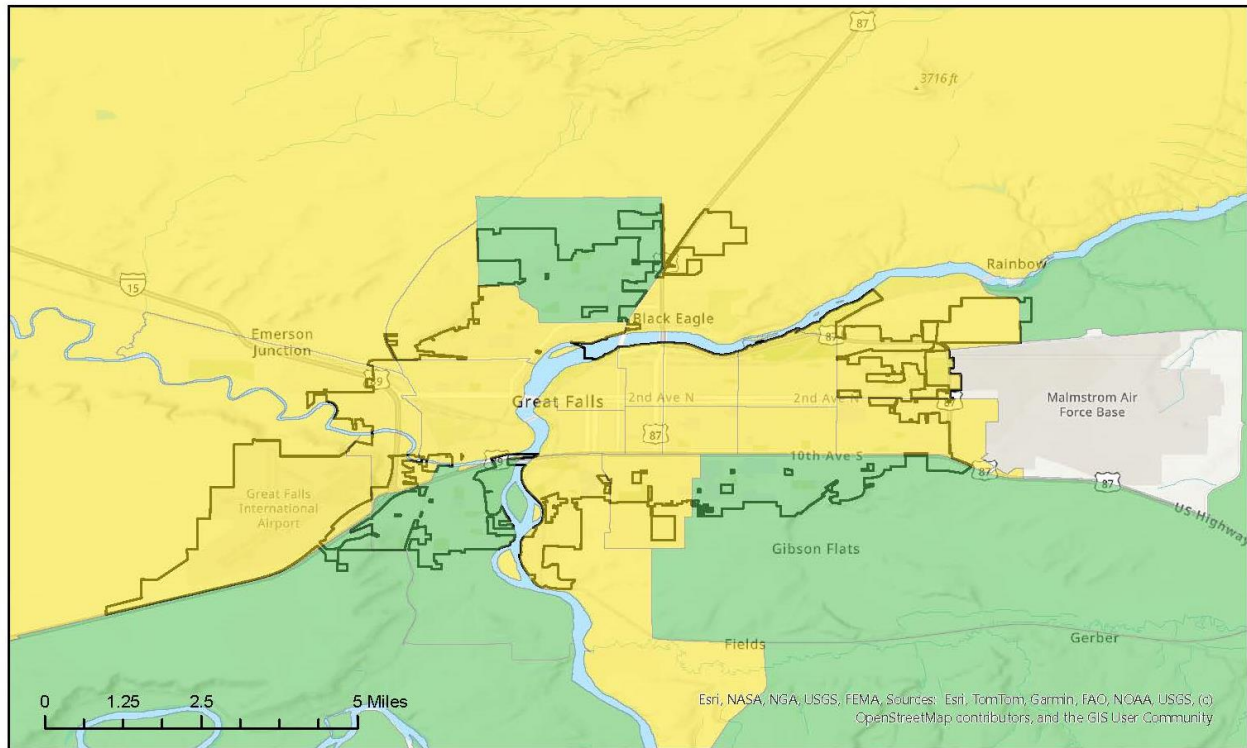 87
3716 ft
Rainbow
15
Black Eagle
Emerson
Junction
87
Great Falls
2nd Ave N
2nd Ave N
87
Malmstrom Air
Force Base
87
10th Ave S
87
87
Great Falls
International
Airport
US Highway
Gibson Flats
Fields
Gerber
0 1.25 2.5 5 Miles
Esri, NASA, NGA, USGS, FEMA, Sources: Esri, TomTom, Garmin, FAO, NOAA, USGS, (c)
OpenStreetMap contributors, and the GIS User Community